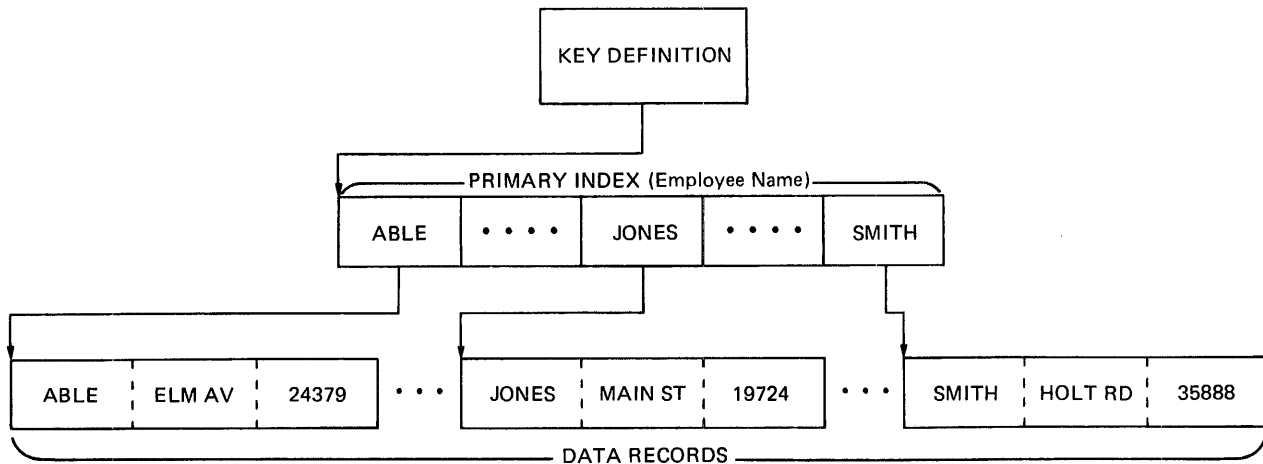 KEY DEFINITION
PRIMARY INDEX (Employee Name)
ABLE • • • • JONES • • • • SMITH
ABLE ELM AV 24379 • • • JONES MAIN ST 19724 • • • SMITH HOLT RD 35888
DATA RECORDS